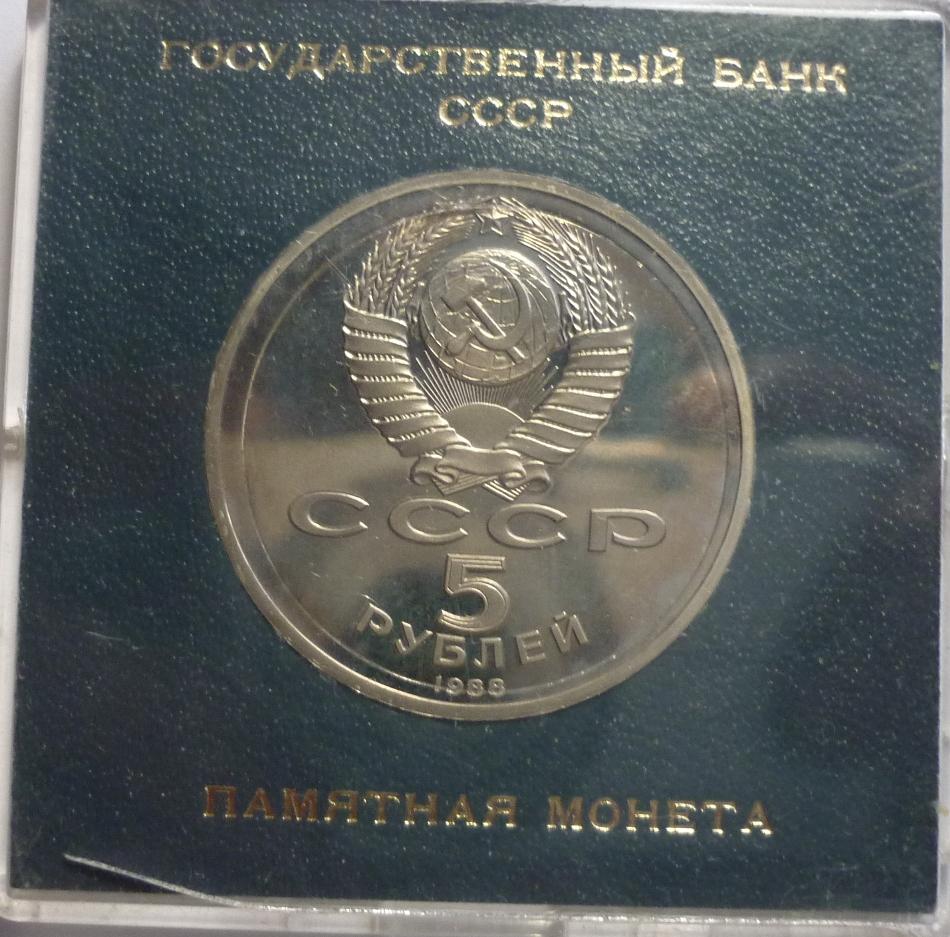 ГОСУДАРСТВЕННЫЙ БАНК
СССР
СССР
5
РУБЛЕЙ
1988
ПАМЯТНАЯ МОНЕТА